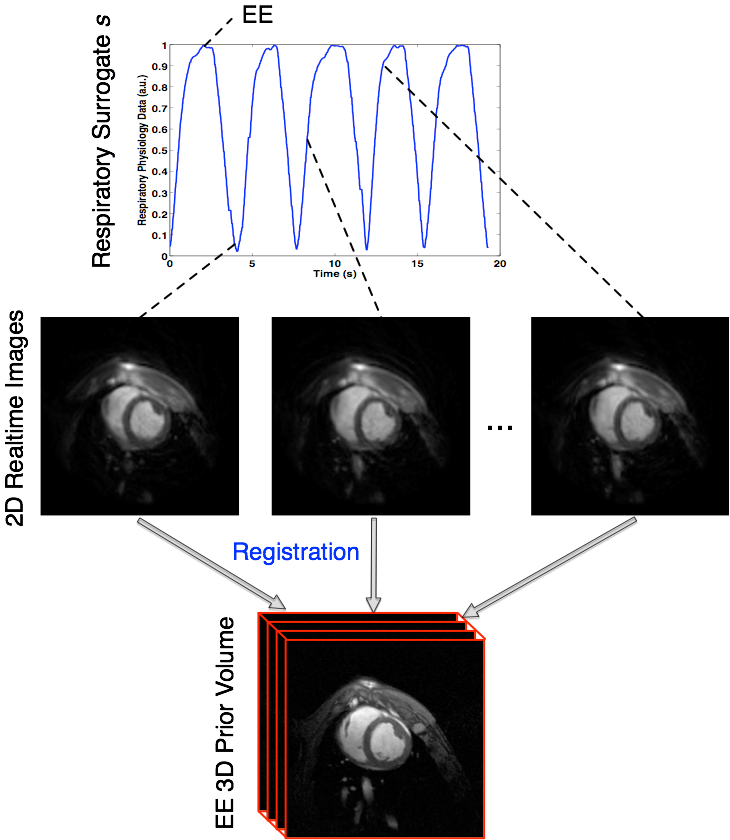 EE
Respiratory Surrogate s
Respiratory Physiology Data (a.u.)
1
0.9
0.8
0.7
0.6
0.5
0.4
0.3
0.2
0.1
0
0 5 10 15 20
Time (s)
2D Realtime Images
...
Registration
EE 3D Prior Volume